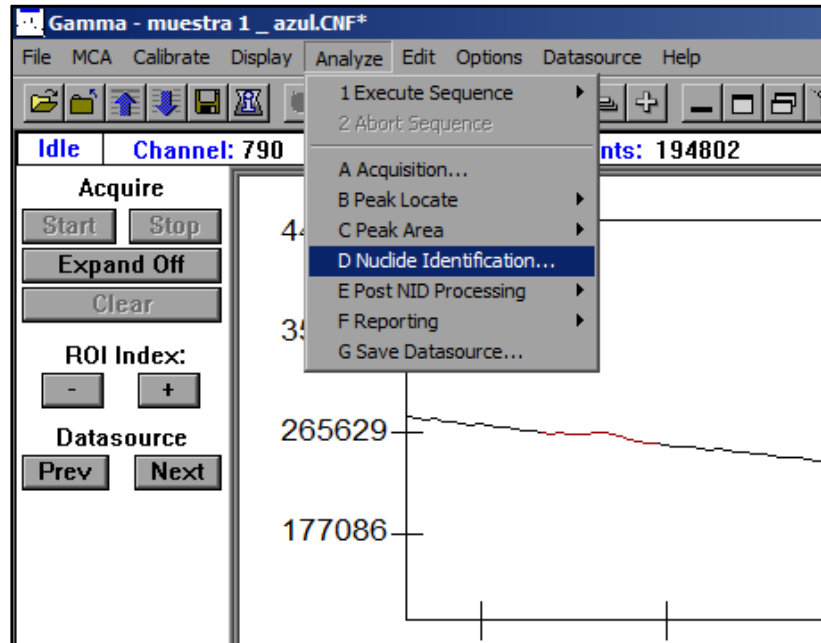 Gamma - muestra 1 _ azul.CNF*
File MCA Calibrate Display Analyze Edit Options Datasource Help
1 Execute Sequence
2 Abort Sequence
Idle Channel: 790 nts: 194802
A Acquisition...
B Peak Locate
C Peak Area
D Nuclide Identification...
E Post NID Processing
F Reporting
G Save Datasource...
Acquire
Start Stop
Expand Off
Clear
ROI Index:
- +
Datasource
Prev Next
44
35
265629
177086